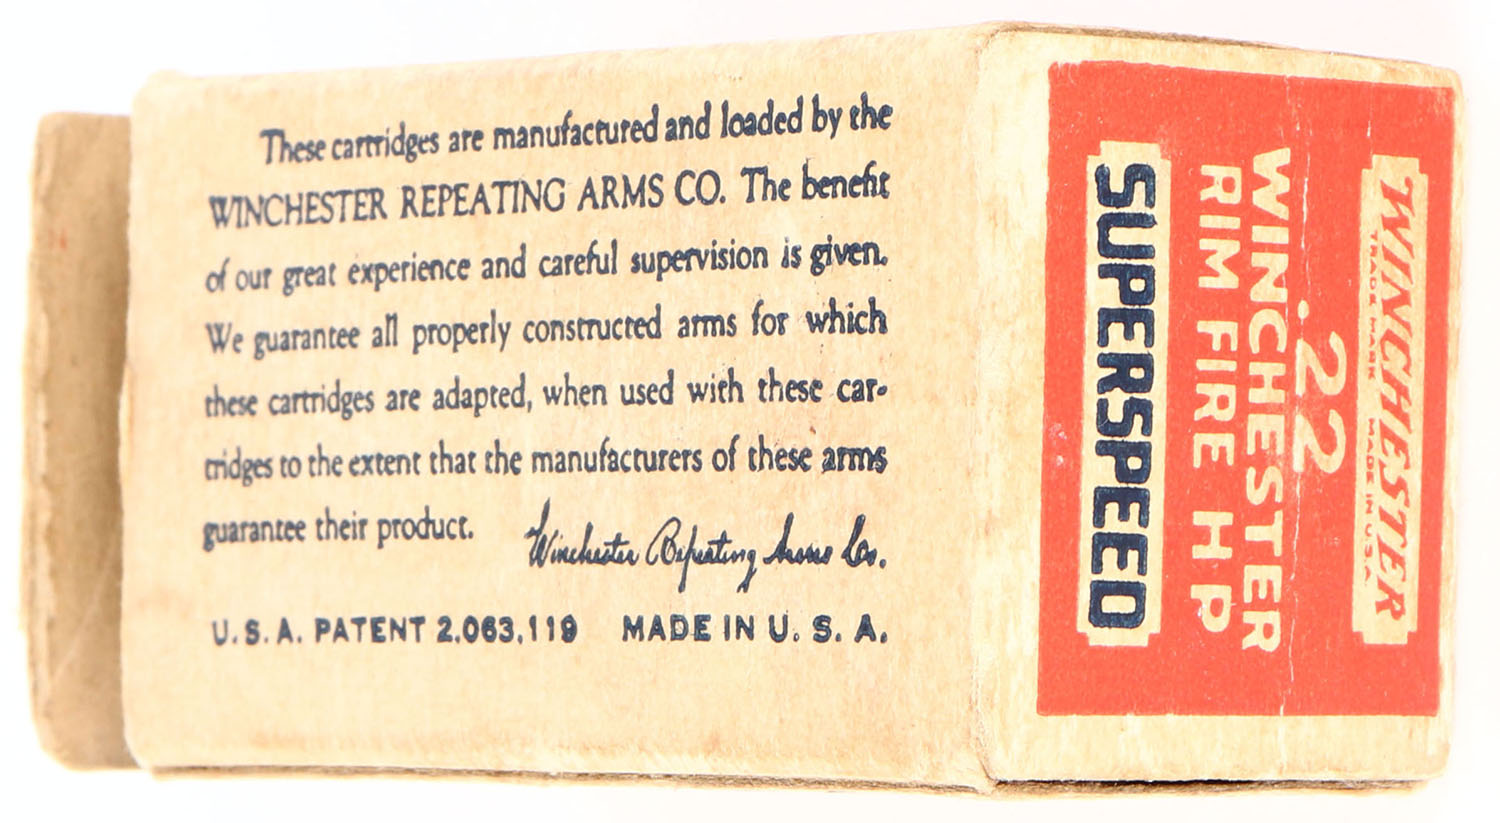 These cartridges are manufactured and loaded by the
WINCHESTER REPEATING ARMS CO. The benefit
of our great experience and careful supervision is given.
We guarantee all properly constructed arms for which
these cartridges are adapted, when used with these car-
tridges to the extent that the manufacturers of these arms
guarantee their product.
Winchester Repeating Arms Co.
U.S.A. PATENT 2,063,119 MADE IN U.S.A.
WINCHESTER
TRADE MARK MADE IN U.S.A.
.22
WINCHESTER
RIM FIRE HP
SUPERSPEED